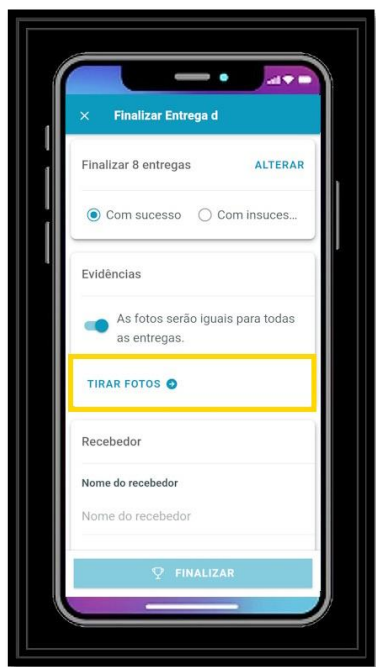 Finalizar Entrega d
Finalizar 8 entregas ALTERAR
Com sucesso Com insuces...
Evidências
As fotos serão iguais para todas
as entregas.
TIRAR FOTOS
Recebedor
Nome do recebedor
Nome do recebedor
FINALIZAR